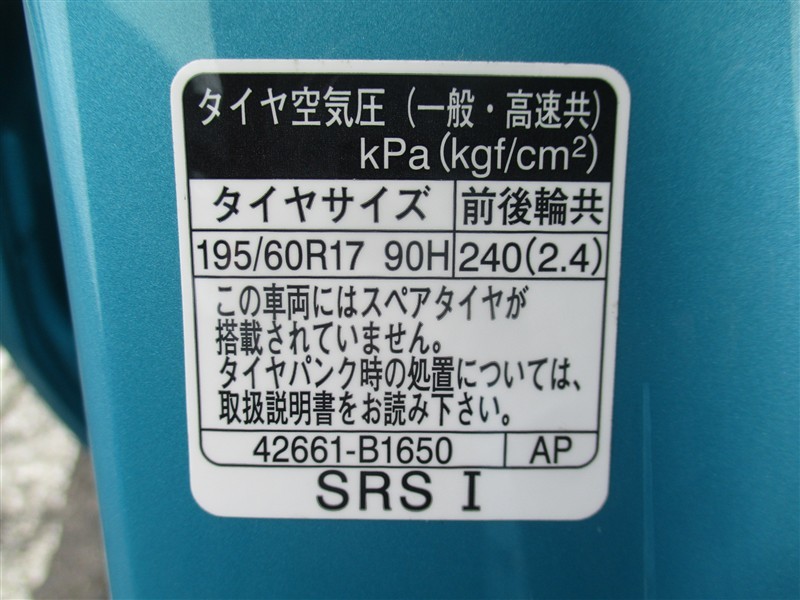 タイヤ空気圧（一般・高速共）
kPa(kgf/cm²)
タイヤサイズ 前後輪共
195/60R17 90H 240(2.4)
この車両にはスペアタイヤが
搭載されていません。
タイヤパンク時の処置については、
取扱説明書をお読み下さい。
42661-B1650 AP
SRS I